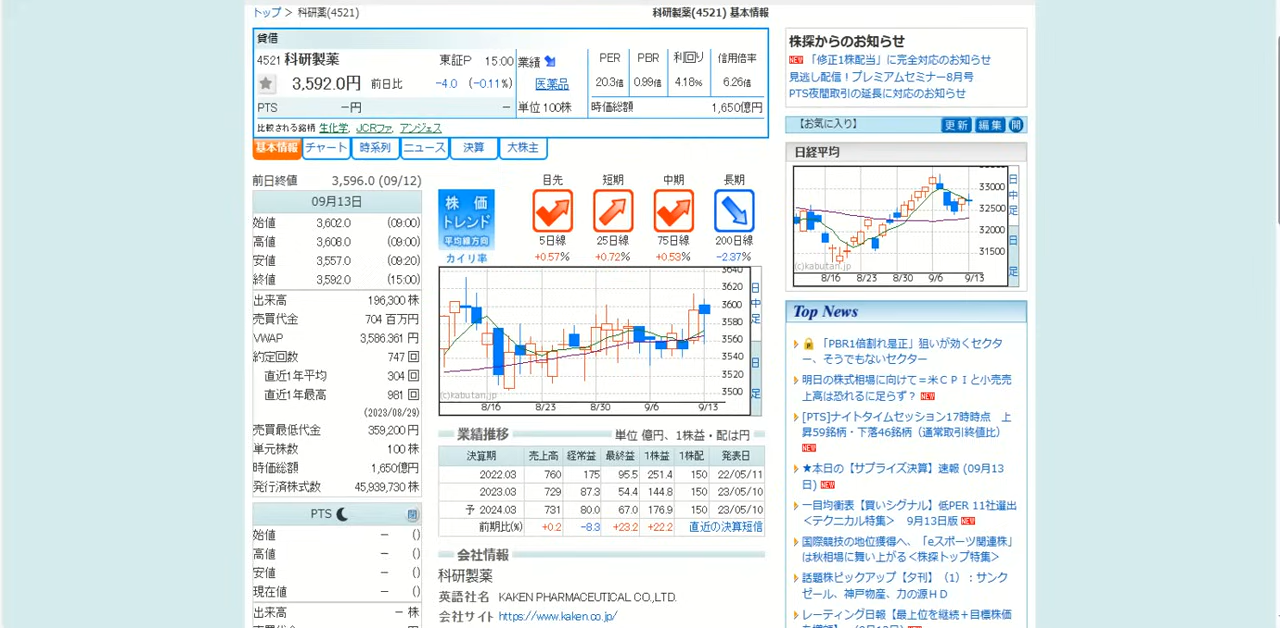 トップ > 科研薬(4521)
科研製薬(4521) 基本情報
貸借
4521 科研製薬 東証P 15:00 業績
3,592.0円 前日比 -4.0 (-0.11%) 医薬品
PTS －円 － 単位 100株
PER PBR 利回り 信用倍率
20.3倍 0.99倍 4.18% 6.26倍
時価総額 1,650億円
比較される銘柄 生化学, JCRファ, アンジェス
基本情報 チャート 時系列 ニュース 決算 大株主
前日終値 3,596.0 (09/12)
09月13日
始値 3,602.0 (09:00)
高値 3,608.0 (09:00)
安値 3,557.0 (09:20)
終値 3,592.0 (15:00)
出来高 196,300 株
売買代金 704 百万円
VWAP 3,586.361 円
約定回数 747 回
直近1年平均 304 回
直近1年最高 981 回
(2023/08/29)
売買最低代金 359,200 円
単元株数 100 株
時価総額 1,650億円
発行済株式数 45,939,730 株
PTS 開
始値 － ()
高値 － ()
安値 － ()
現在値 － ()
出来高 － 株
株価
トレンド
平均線方向
カイリ率
目先 短期 中期 長期
5日線 25日線 75日線 200日線
+0.57% +0.72% +0.53% -2.37%
3640
3620
3600
3580
3560
3540
3520
3500
(c)kabutan.jp
8/16 8/23 8/30 9/6 9/13
日中足
日足
業績推移 単位 億円、1株益・配は円
決算期 売上高 経常益 最終益 1株益 1株配 発表日
2022.03 760 175 95.5 251.4 150 22/05/11
2023.03 729 87.3 54.4 144.8 150 23/05/10
予 2024.03 731 80.0 67.0 176.9 150 23/05/10
前期比(%) +0.2 -8.3 +23.2 +22.2 直近の決算短信
会社情報
科研製薬
英語社名 KAKEN PHARMACEUTICAL CO.,LTD.
会社サイト https://www.kaken.co.jp/
株探からのお知らせ
NEW 「修正1株配当」に完全対応のお知らせ
見逃し配信！プレミアムセミナー8月号
PTS夜間取引の延長に対応のお知らせ
【お気に入り】 更新 編集 開
日経平均
33000
32500
32000
31500
(c)kabutan.jp
8/16 8/23 8/30 9/6 9/13
日中足
日足
Top News
「PBR1倍割れ是正」狙いが効くセクタ
ー、そうでもないセクター
明日の株式相場に向けて＝米ＣＰＩと小売売
上高は恐れるに足らず？ NEW
[PTS]ナイトタイムセッション17時時点 上
昇59銘柄・下落46銘柄（通常取引終値比）
NEW
★本日の【サプライズ決算】速報 (09月13
日) NEW
一目均衡表【買いシグナル】低PER 11社選出
＜テクニカル特集＞ 9月13日版 NEW
国際競技の地位獲得へ、「eスポーツ関連株」
は秋相場に舞い上がる＜株探トップ特集＞
話題株ピックアップ【夕刊】（1）：サンク
ゼール、神戸物産、力の源ＨＤ
レーティング日報【最上位を継続＋目標株価